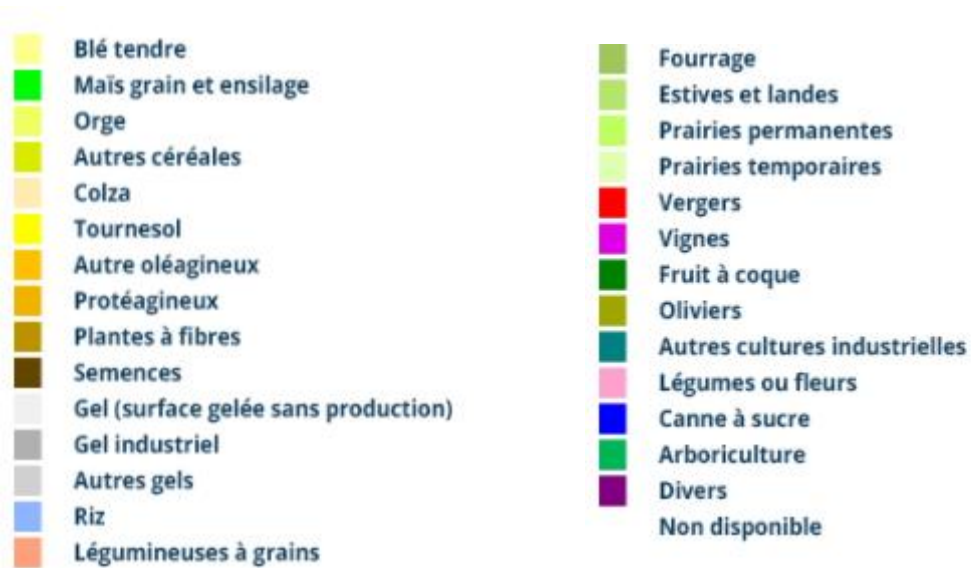 Blé tendre
Maïs grain et ensilage
Orge
Autres céréales
Colza
Tournesol
Autre oléagineux
Protéagineux
Plantes à fibres
Semences
Gel (surface gelée sans production)
Gel industriel
Autres gels
Riz
Légumineuses à grains
Fourrage
Estives et landes
Prairies permanentes
Prairies temporaires
Vergers
Vignes
Fruit à coque
Oliviers
Autres cultures industrielles
Légumes ou fleurs
Canne à sucre
Arboriculture
Divers
Non disponible